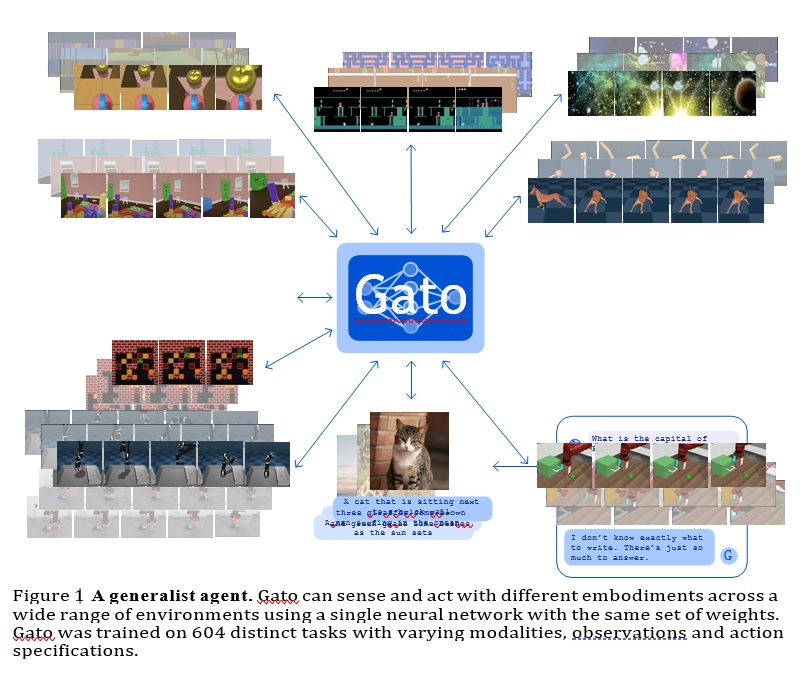 Gato
What is the capital of
A cat that is sitting next
as the sun sets
I don't know exactly what
to write. There's just so
much to answer.
G
Figure 1 A generalist agent. Gato can sense and act with different embodiments across a
wide range of environments using a single neural network with the same set of weights.
Gato was trained on 604 distinct tasks with varying modalities, observations and action
specifications.